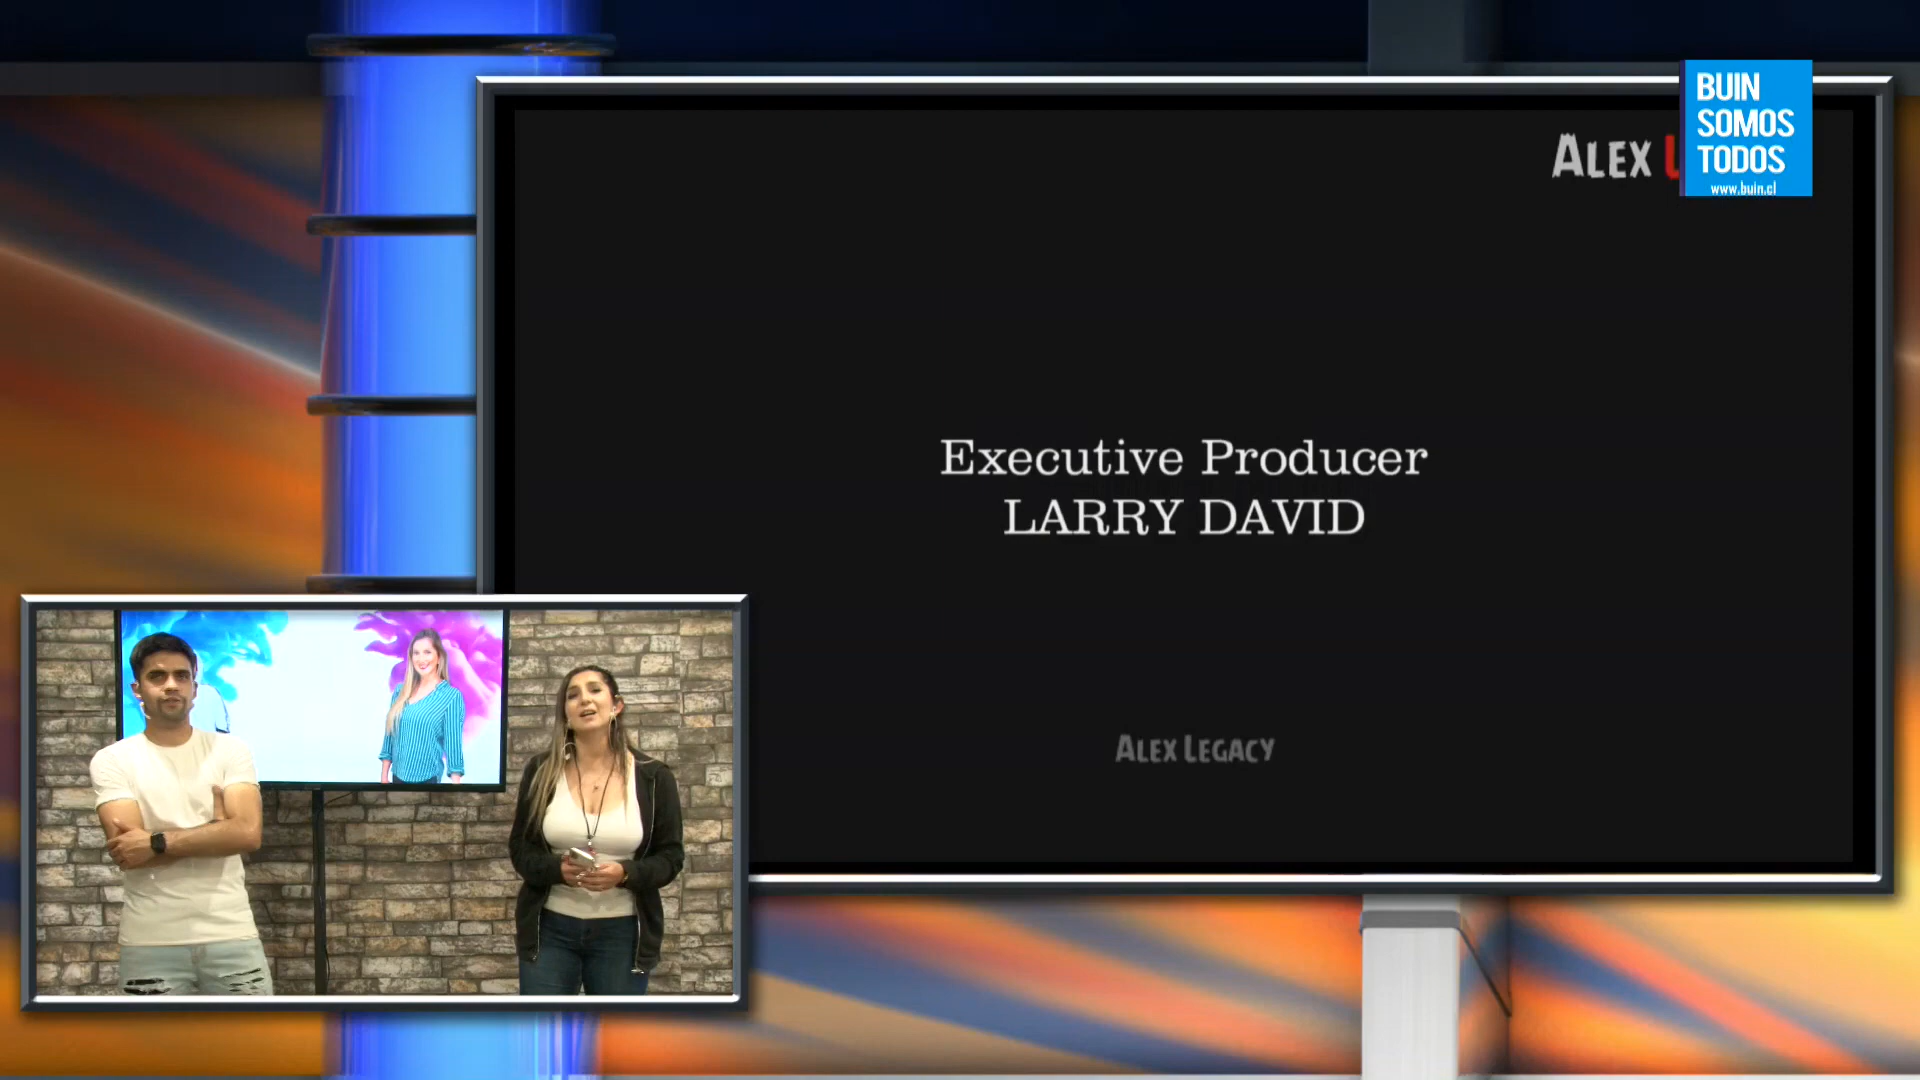 BUIN
SOMOS
TODOS
www.buin.cl
ALEX
Executive Producer
LARRY DAVID
ALEX LEGACY